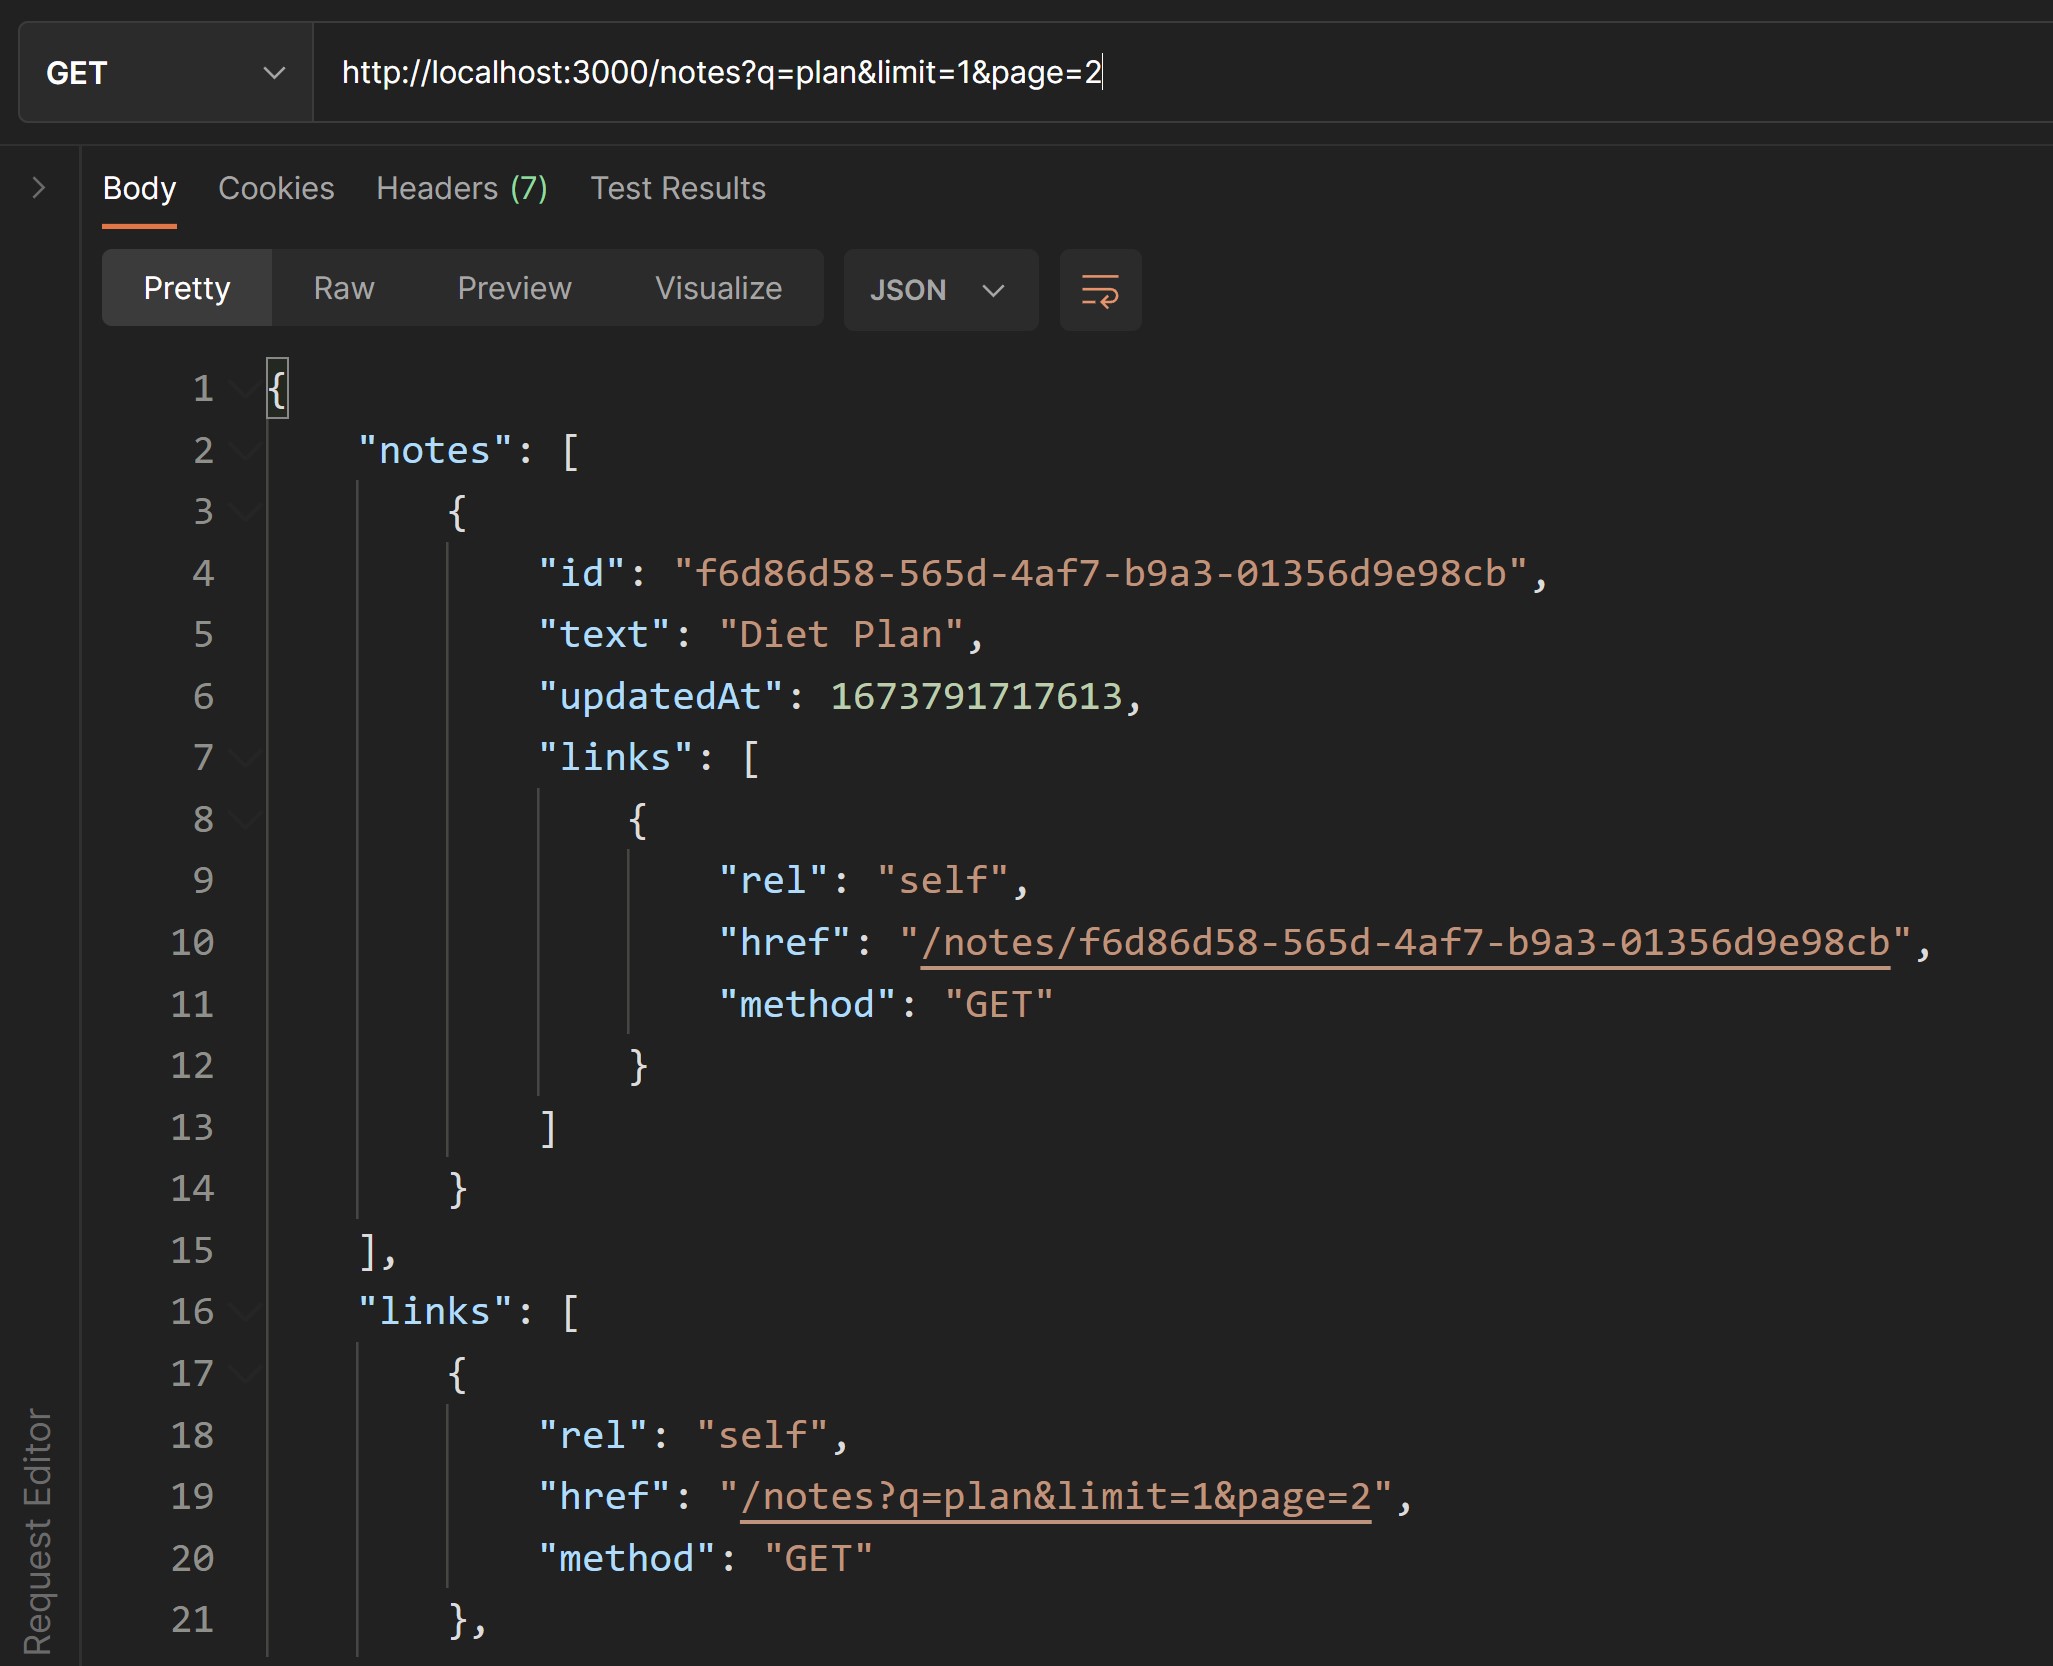 GET http://localhost:3000/notes?q=plan&limit=1&page=2
Body Cookies Headers (7) Test Results
Pretty Raw Preview Visualize JSON
1 {
2 "notes": [
3 {
4 "id": "f6d86d58-565d-4af7-b9a3-01356d9e98cb",
5 "text": "Diet Plan",
6 "updatedAt": 1673791717613,
7 "links": [
8 {
9 "rel": "self",
10 "href": "/notes/f6d86d58-565d-4af7-b9a3-01356d9e98cb",
11 "method": "GET"
12 }
13 ]
14 }
15 ],
16 "links": [
17 {
18 "rel": "self",
19 "href": "/notes?q=plan&limit=1&page=2",
20 "method": "GET"
21 },
Request Editor